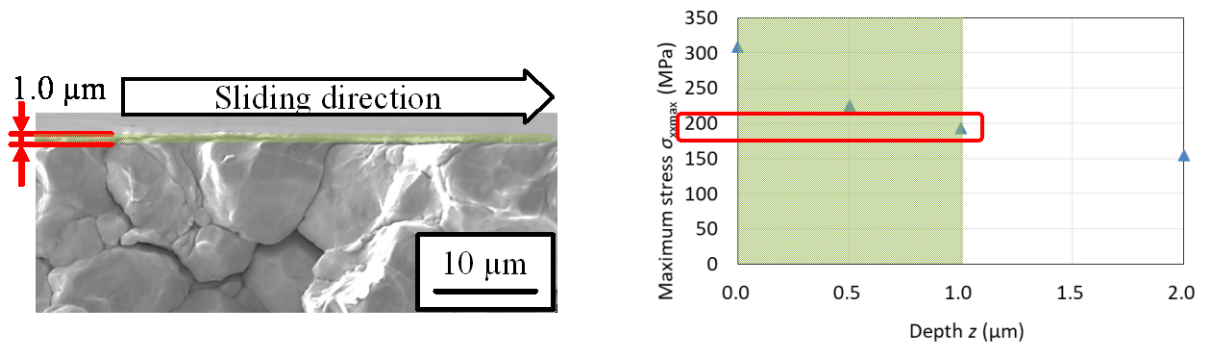 1.0 µm
Sliding direction
10 µm
Maximum stress σxxmax (MPa)
350
300
250
200
150
100
50
0
0.0 0.5 1.0 1.5 2.0
Depth z (µm)